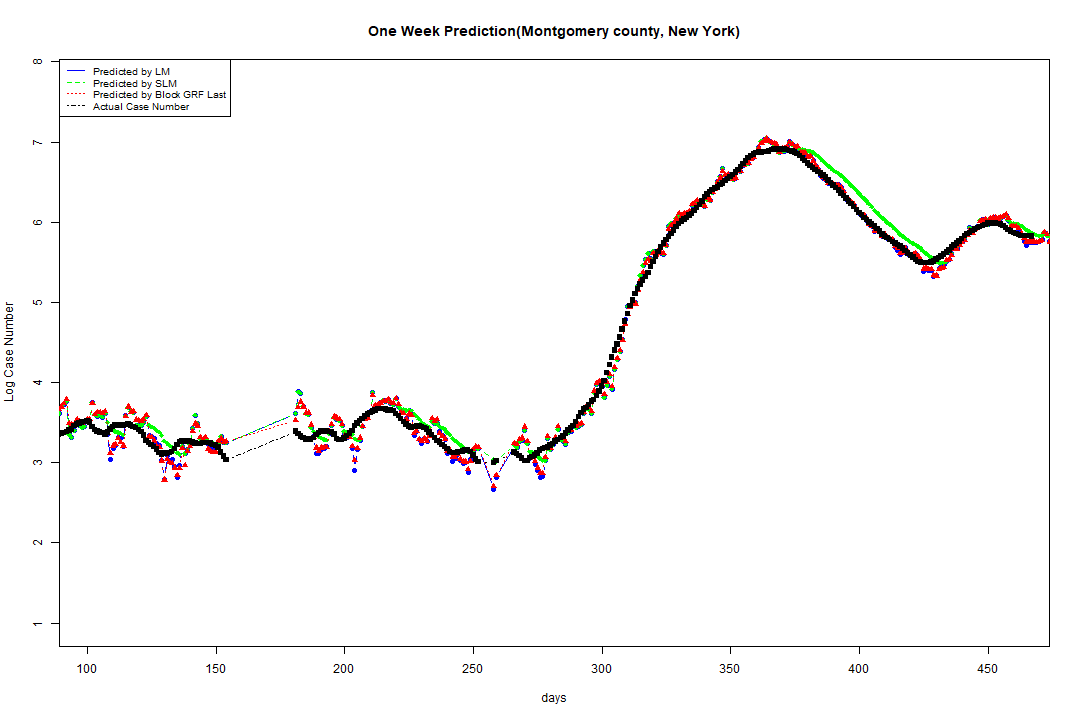 One Week Prediction(Montgomery county, New York)
Predicted by LM
Predicted by SLM
Predicted by Block GRF Last
Actual Case Number
8
7
6
5
4
3
2
1
Log Case Number
100 150 200 250 300 350 400 450
days